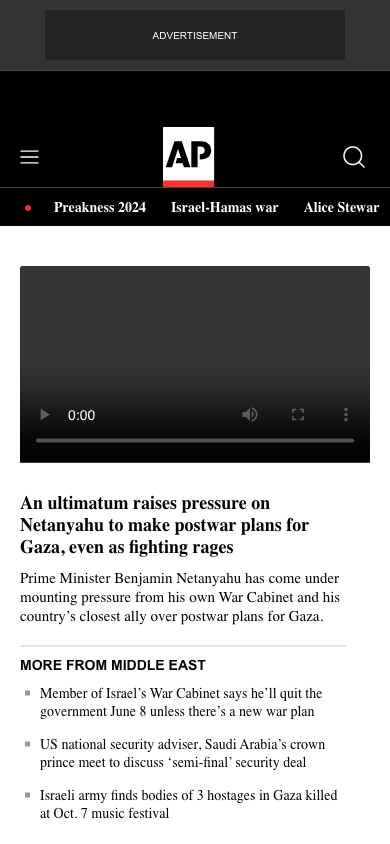 ADVERTISEMENT
AP
Preakness 2024 Israel-Hamas war Alice Stewar
0:00
An ultimatum raises pressure on
Netanyahu to make postwar plans for
Gaza, even as fighting rages
Prime Minister Benjamin Netanyahu has come under
mounting pressure from his own War Cabinet and his
country’s closest ally over postwar plans for Gaza.
MORE FROM MIDDLE EAST
Member of Israel’s War Cabinet says he’ll quit the
government June 8 unless there’s a new war plan
US national security adviser, Saudi Arabia’s crown
prince meet to discuss ‘semi-final’ security deal
Israeli army finds bodies of 3 hostages in Gaza killed
at Oct. 7 music festival